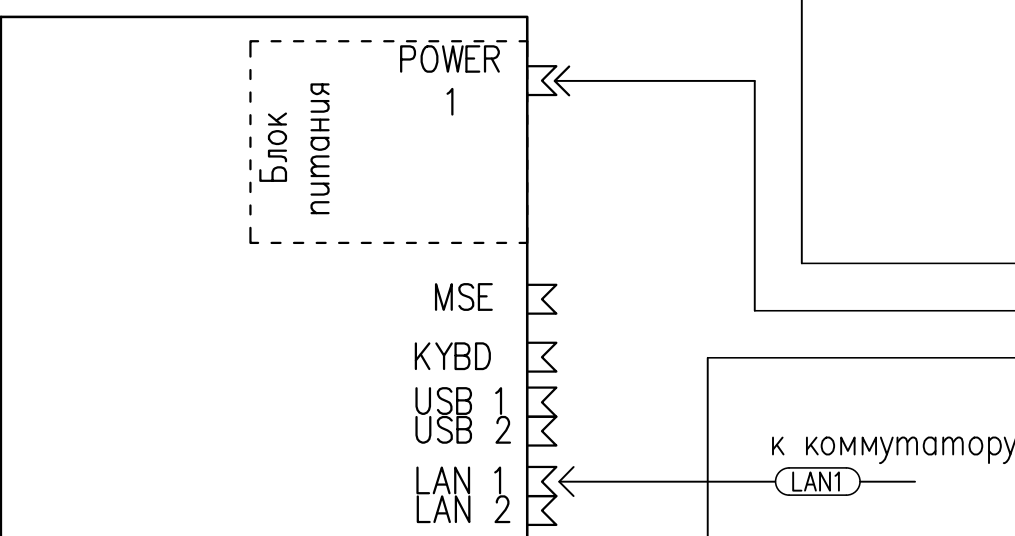 POWER
1
Блок
питания
MSE
KYBD
USB 1
USB 2
к коммутатору
LAN 1
LAN1
LAN 2